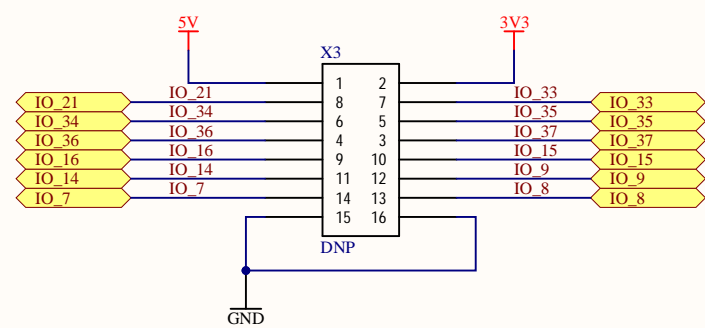 5V 3V3
X3
1 2
IO_21 IO_21 8 7 IO_33 IO_33
IO_34 IO_34 6 5 IO_35 IO_35
IO_36 IO_36 4 3 IO_37 IO_37
IO_16 IO_16 9 10 IO_15 IO_15
IO_14 IO_14 11 12 IO_9 IO_9
IO_7 IO_7 14 13 IO_8 IO_8
15 16
DNP
GND